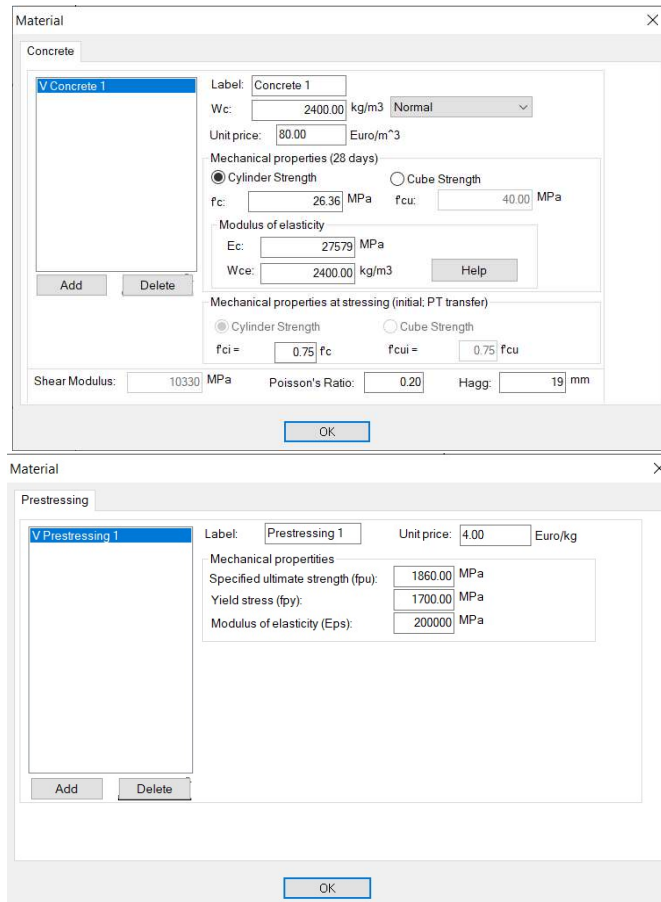 Material
Concrete
V Concrete 1
Label: Concrete 1
Wc: 2400.00 kg/m3 Normal
Unit price: 80.00 Euro/m^3
Mechanical properties (28 days)
Cylinder Strength Cube Strength
f'c: 26.36 MPa f'cu: 40.00 MPa
Modulus of elasticity
Ec: 27579 MPa
Wce: 2400.00 kg/m3 Help
Add Delete
Mechanical properties at stressing (initial; PT transfer)
Cylinder Strength Cube Strength
f'ci = 0.75 f'c f'cui = 0.75 f'cu
Shear Modulus: 10330 MPa Poisson's Ratio: 0.20 Hagg: 19 mm
OK
Material
Prestressing
V Prestressing 1
Label: Prestressing 1 Unit price: 4.00 Euro/kg
Mechanical propertities
Specified ultimate strength (fpu): 1860.00 MPa
Yield stress (fpy): 1700.00 MPa
Modulus of elasticity (Eps): 200000 MPa
Add Delete
OK